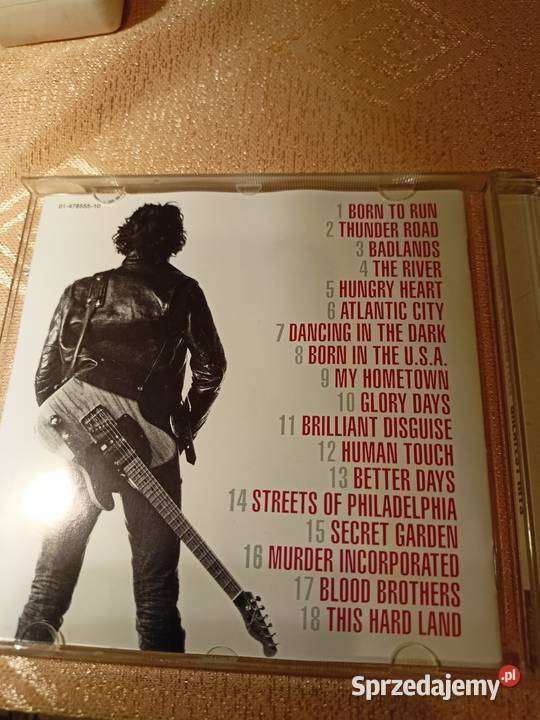 01-478555-10
1 BORN TO RUN
2 THUNDER ROAD
3 BADLANDS
4 THE RIVER
5 HUNGRY HEART
6 ATLANTIC CITY
7 DANCING IN THE DARK
8 BORN IN THE U.S.A.
9 MY HOMETOWN
10 GLORY DAYS
11 BRILLIANT DISGUISE
12 HUMAN TOUCH
13 BETTER DAYS
14 STREETS OF PHILADELPHIA
15 SECRET GARDEN
16 MURDER INCORPORATED
17 BLOOD BROTHERS
18 THIS HARD LAND
Sprzedajemy.pl